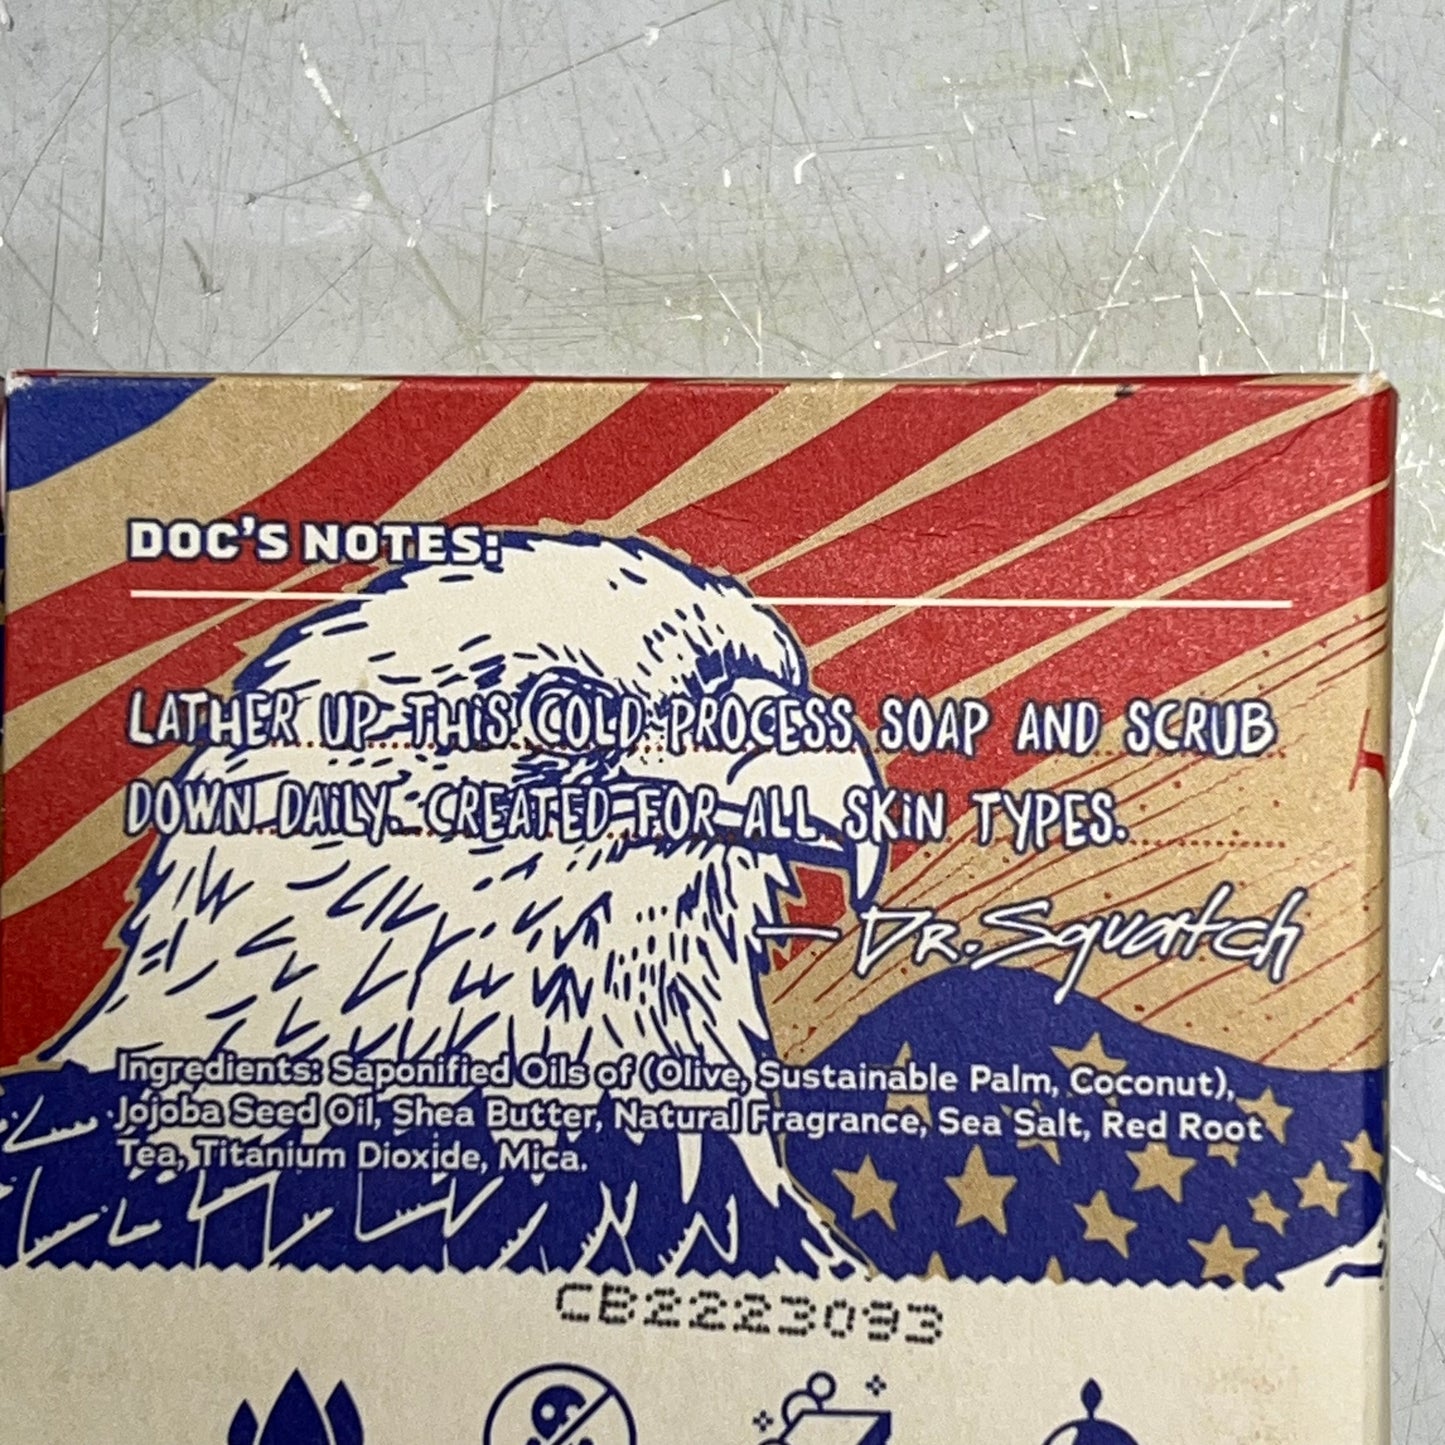 DOC'S NOTES:
LATHER UP THiS COLD PROCESS SOAP AND SCRUB
DOWN DAiLY. CREATED FOR ALL SKiN TYPES.
— DR. Squatch
Ingredients: Saponified Oils of (Olive, Sustainable Palm, Coconut),
Jojoba Seed Oil, Shea Butter, Natural Fragrance, Sea Salt, Red Root
Tea, Titanium Dioxide, Mica.
CB2223093